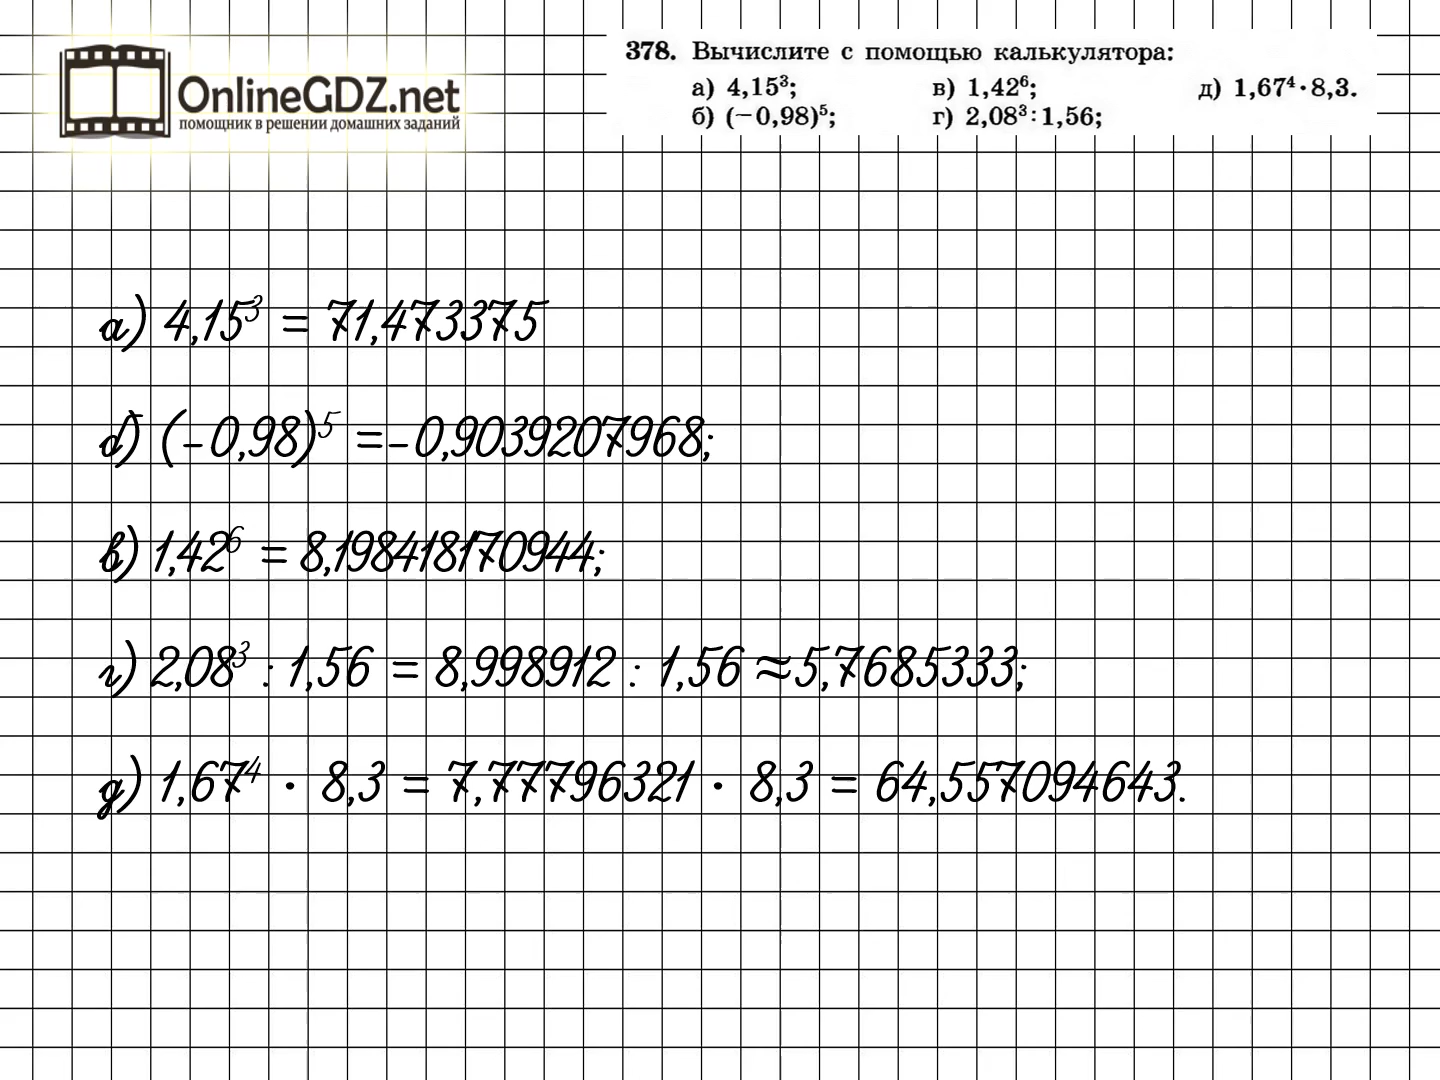 OnlineGDZ.net
помощник в решении домашних заданий
378. Вычислите с помощью калькулятора:
а) 4,15³; в) 1,42⁶; д) 1,67⁴·8,3.
б) (−0,98)⁵; г) 2,08³:1,56;
а) 4,15³ = 71,473375
б) (-0,98)⁵ =-0,9039207968;
в) 1,42⁶ = 8,198418170944;
г) 2,08³ : 1,56 = 8,998912 : 1,56 ≈5,7685333;
д) 1,67⁴ · 8,3 = 7,77796321 · 8,3 = 64,557094643.